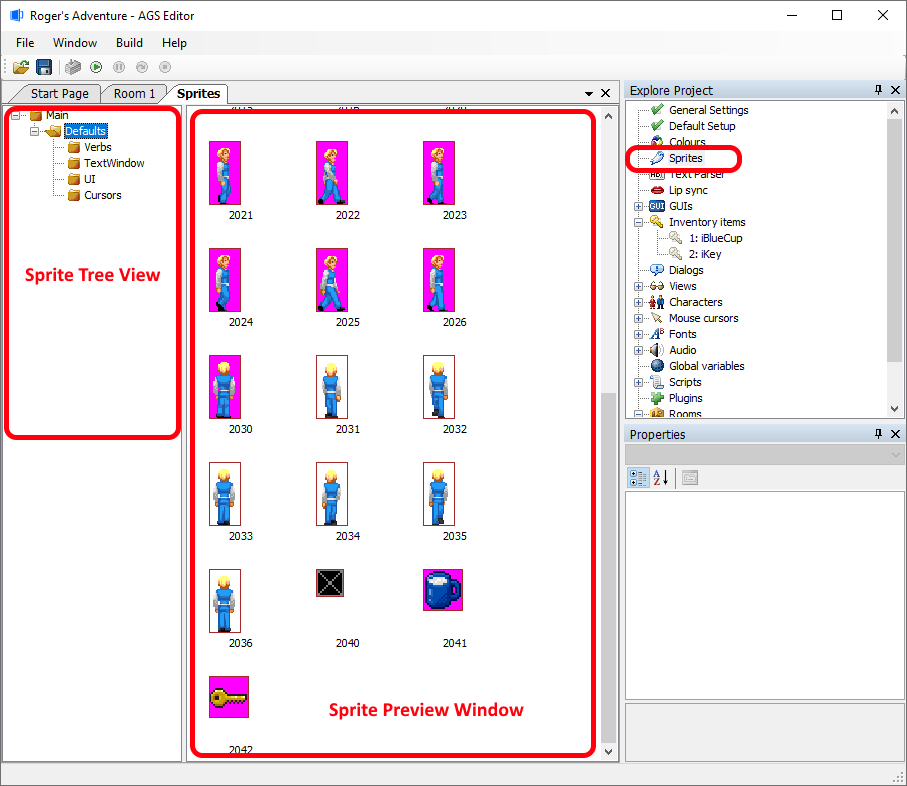 Roger's Adventure - AGS Editor
File Window Build Help
Start Page Room 1 Sprites
Main
Defaults
Verbs
TextWindow
UI
Cursors
Sprite Tree View
2021 2022 2023
2024 2025 2026
2030 2031 2032
2033 2034 2035
2036 2040 2041
2042
Sprite Preview Window
Explore Project
General Settings
Default Setup
Colours
Sprites
Text Parser
Lip sync
GUI GUIs
Inventory items
1: iBlueCup
2: iKey
Dialogs
Views
Characters
Mouse cursors
Fonts
Audio
Global variables
Scripts
Plugins
Rooms
Properties